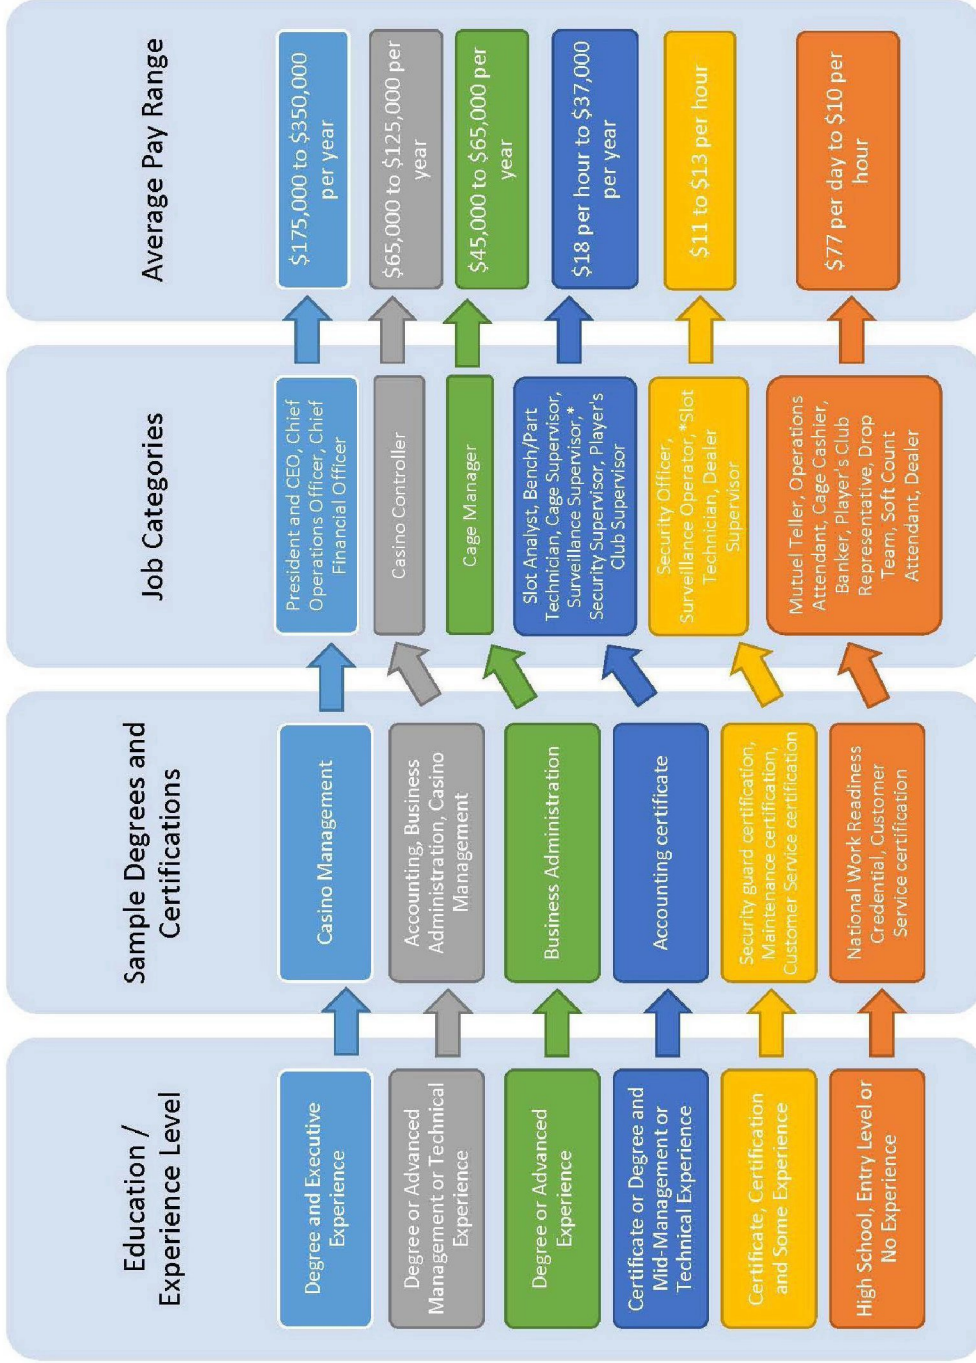 Education /
Experience Level
Degree and Executive
Experience
Degree or Advanced
Management or Technical
Experience
Degree or Advanced
Experience
Certificate or Degree and
Mid-Management or
Technical Experience
Certificate, Certification
and Some Experience
High School, Entry Level or
No Experience
Sample Degrees and
Certifications
Casino Management
Accounting, Business
Administration, Casino
Management
Business Administration
Accounting certificate
Security guard certification,
Maintenance certification,
Customer Service certification
National Work Readiness
Credential, Customer
Service certification
Job Categories
President and CEO, Chief
Operations Officer, Chief
Financial Officer
Casino Controller
Cage Manager
Slot Analyst, Bench/Part
Technician, Cage Supervisor,
Surveillance Supervisor,*
Security Supervisor, Player's
Club Supervisor
Security Officer,
Surveillance Operator,*Slot
Technician, Dealer
Supervisor
Mutuel Teller, Operations
Attendant, Cage Cashier,
Banker, Player's Club
Representative, Drop
Team, Soft Count
Attendant, Dealer
Average Pay Range
$175,000 to $350,000
per year
$65,000 to $125,000 per
year
$45,000 to $65,000 per
year
$18 per hour to $37,000
per year
$11 to $13 per hour
$77 per day to $10 per
hour